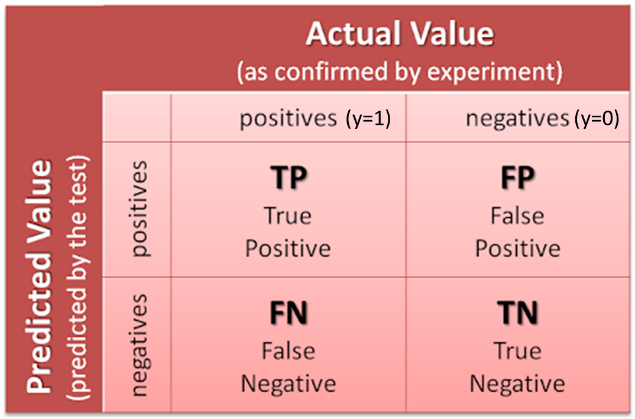 Actual Value
(as confirmed by experiment)
positives (y=1)
negatives (y=0)
Predicted Value
(predicted by the test)
positives
TP
True
Positive
FP
False
Positive
negatives
FN
False
Negative
TN
True
Negative